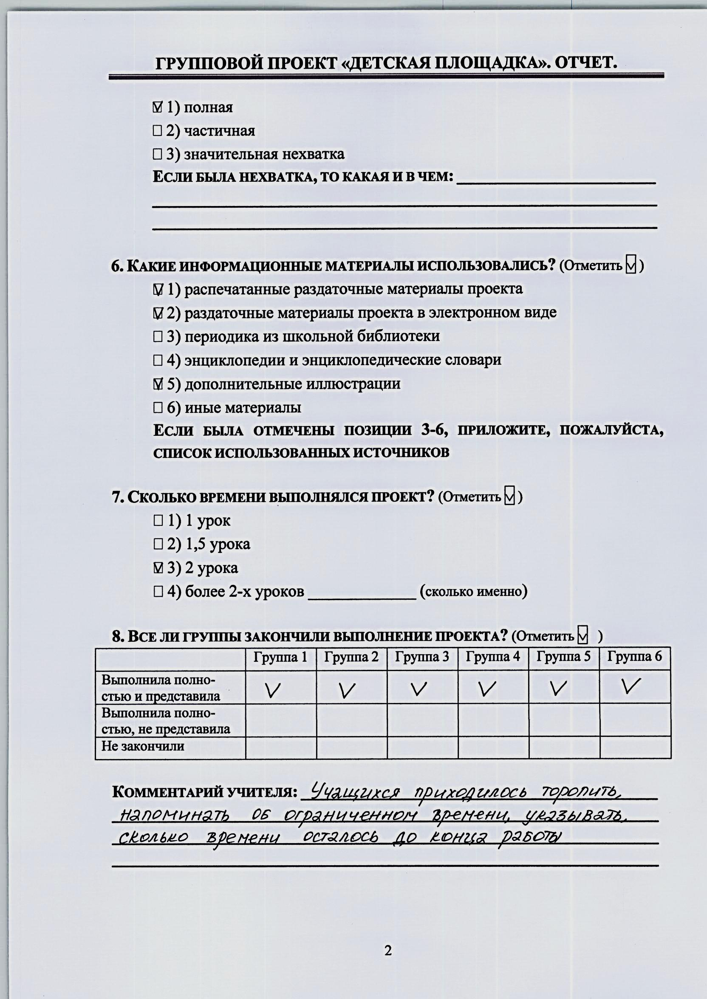 ГРУППОВОЙ ПРОЕКТ «ДЕТСКАЯ ПЛОЩАДКА». ОТЧЕТ.
☑ 1) полная
☐ 2) частичная
☐ 3) значительная нехватка
ЕСЛИ БЫЛА НЕХВАТКА, ТО КАКАЯ И В ЧЕМ:
6. КАКИЕ ИНФОРМАЦИОННЫЕ МАТЕРИАЛЫ ИСПОЛЬЗОВАЛИСЬ? (Отметить ☑)
☑ 1) распечатанные раздаточные материалы проекта
☑ 2) раздаточные материалы проекта в электронном виде
☐ 3) периодика из школьной библиотеки
☐ 4) энциклопедии и энциклопедические словари
☑ 5) дополнительные иллюстрации
☐ 6) иные материалы
ЕСЛИ БЫЛА ОТМЕЧЕНЫ ПОЗИЦИИ 3-6, ПРИЛОЖИТЕ, ПОЖАЛУЙСТА,
СПИСОК ИСПОЛЬЗОВАННЫХ ИСТОЧНИКОВ
7. СКОЛЬКО ВРЕМЕНИ ВЫПОЛНЯЛСЯ ПРОЕКТ? (Отметить ☑)
☐ 1) 1 урок
☐ 2) 1,5 урока
☑ 3) 2 урока
☐ 4) более 2-х уроков ____________ (сколько именно)
8. ВСЕ ЛИ ГРУППЫ ЗАКОНЧИЛИ ВЫПОЛНЕНИЕ ПРОЕКТА? (Отметить ☑ )
Группа 1 Группа 2 Группа 3 Группа 4 Группа 5 Группа 6
Выполнила полно-
стью и представила V V V V V V
Выполнила полно-
стью, не представила
Не закончили
КОММЕНТАРИЙ УЧИТЕЛЯ: Учащихся приходилось торопить,
напоминать об ограниченном времени, указывать,
сколько времени осталось до конца работы
2